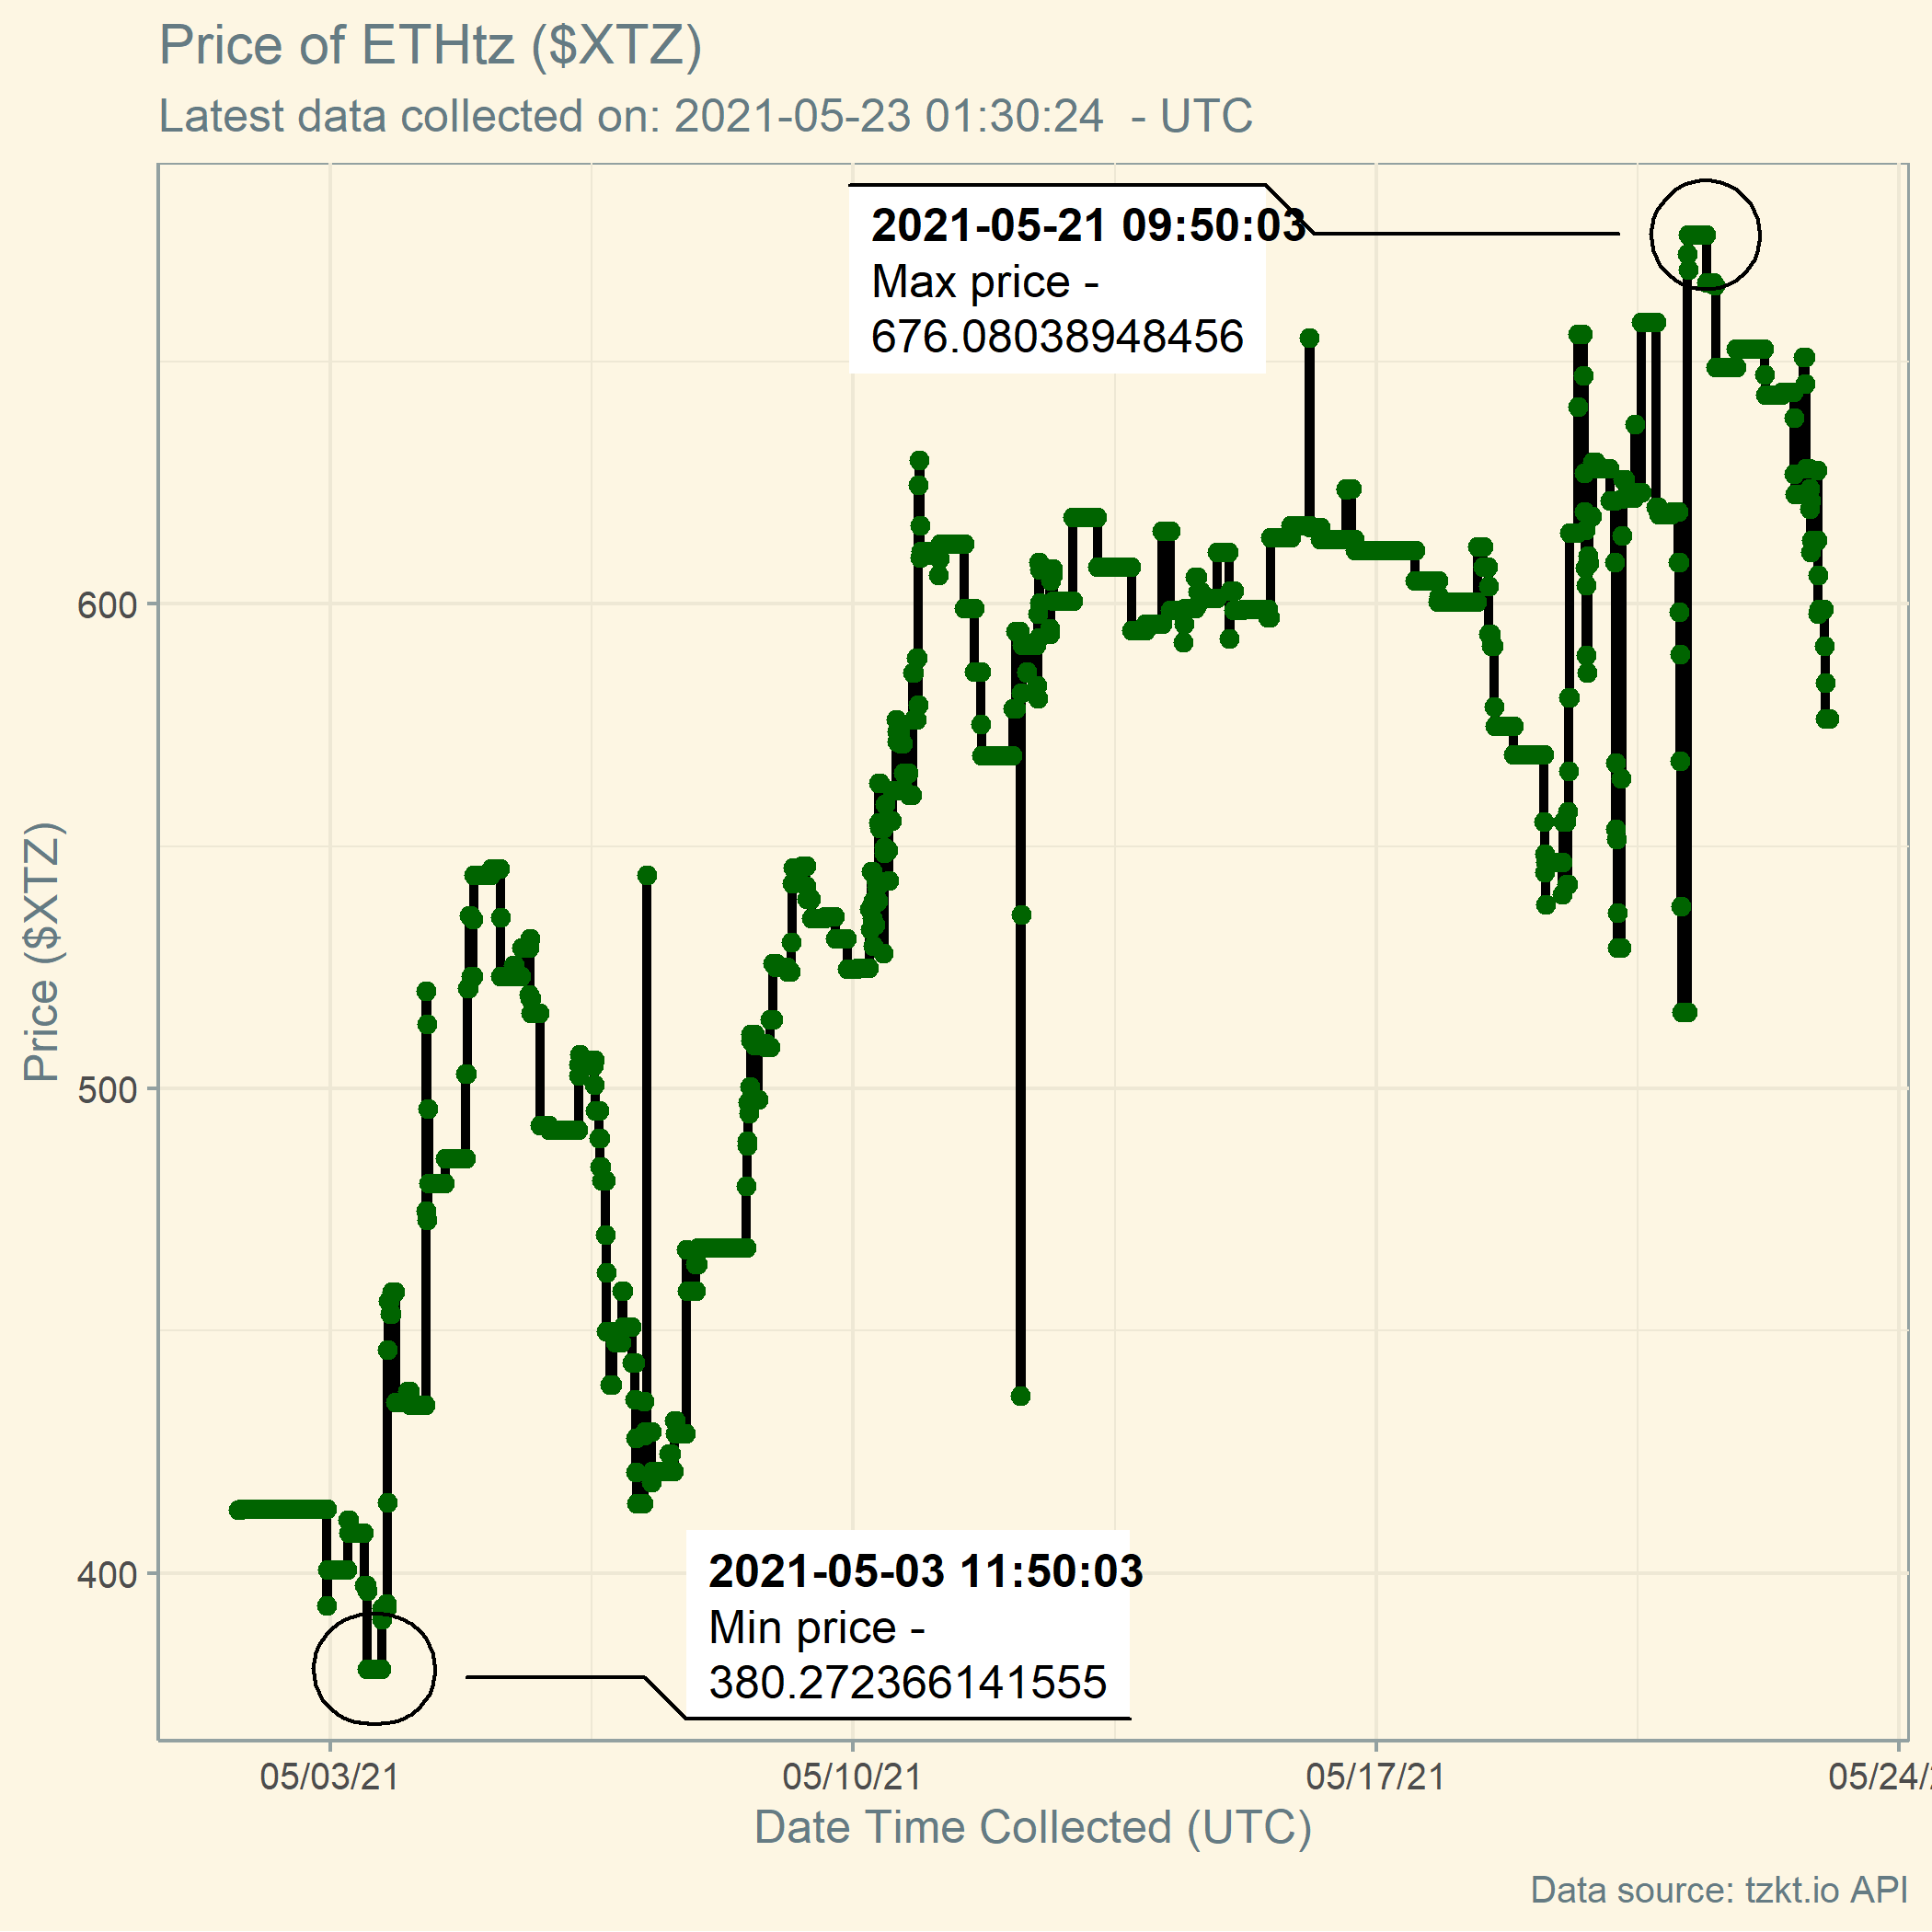 Price of ETHtz ($XTZ)
Latest data collected on: 2021-05-23 01:30:24  - UTC
2021-05-21 09:50:03
Max price -
676.08038948456
600
500
400
Price ($XTZ)
2021-05-03 11:50:03
Min price -
380.272366141555
05/03/21
05/10/21
05/17/21
05/24/2
Date Time Collected (UTC)
Data source: tzkt.io API